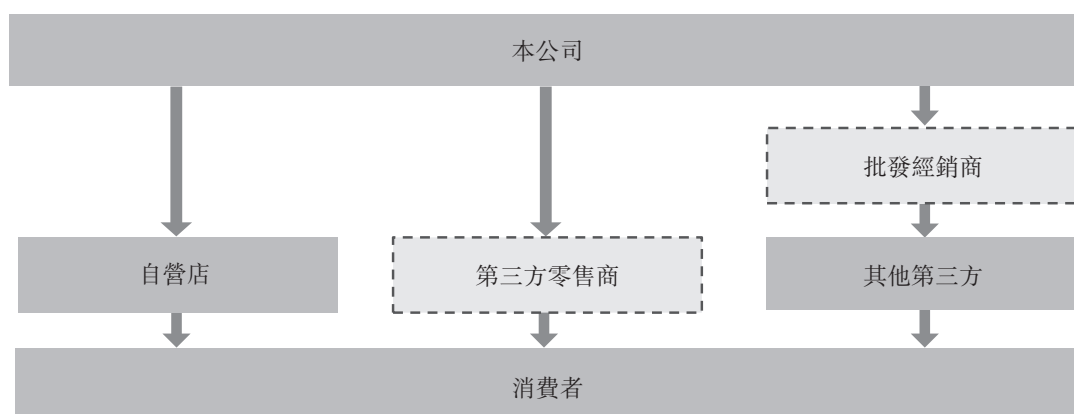 本公司
批發經銷商
自營店
第三方零售商
其他第三方
消費者